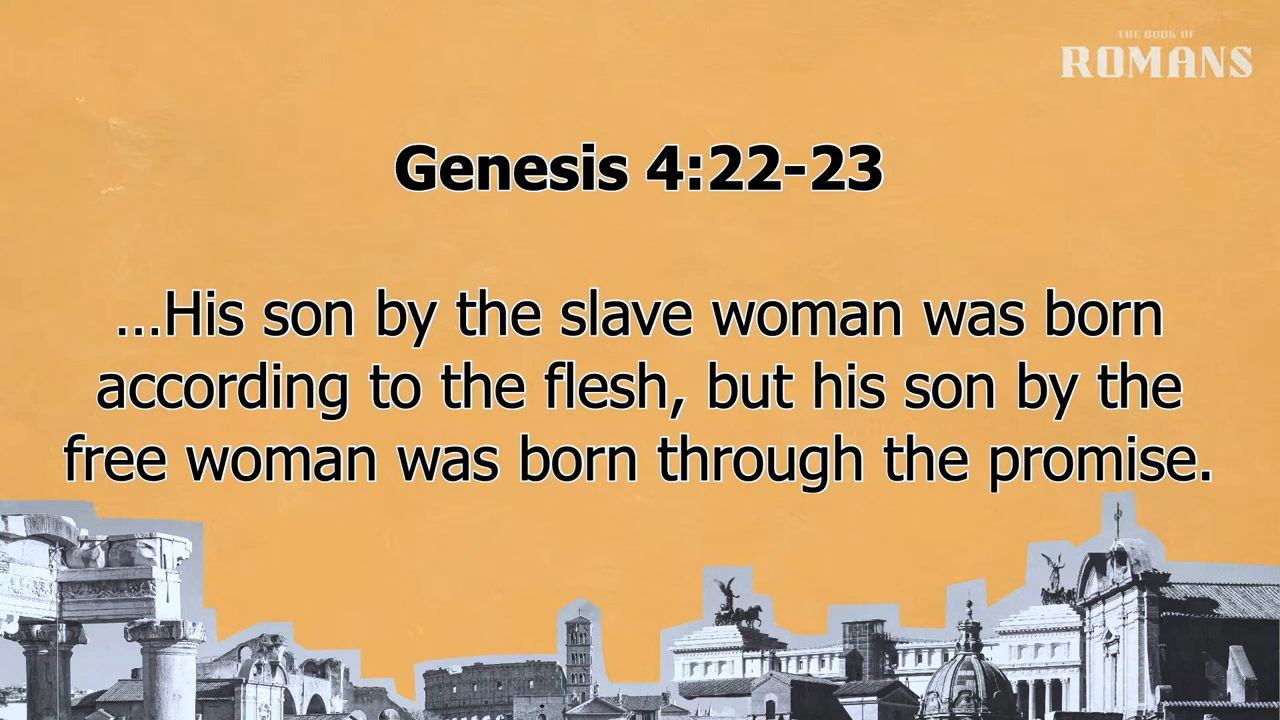 THE BOOK OF
ROMANS
Genesis 4:22-23
...His son by the slave woman was born
according to the flesh, but his son by the
free woman was born through the promise.